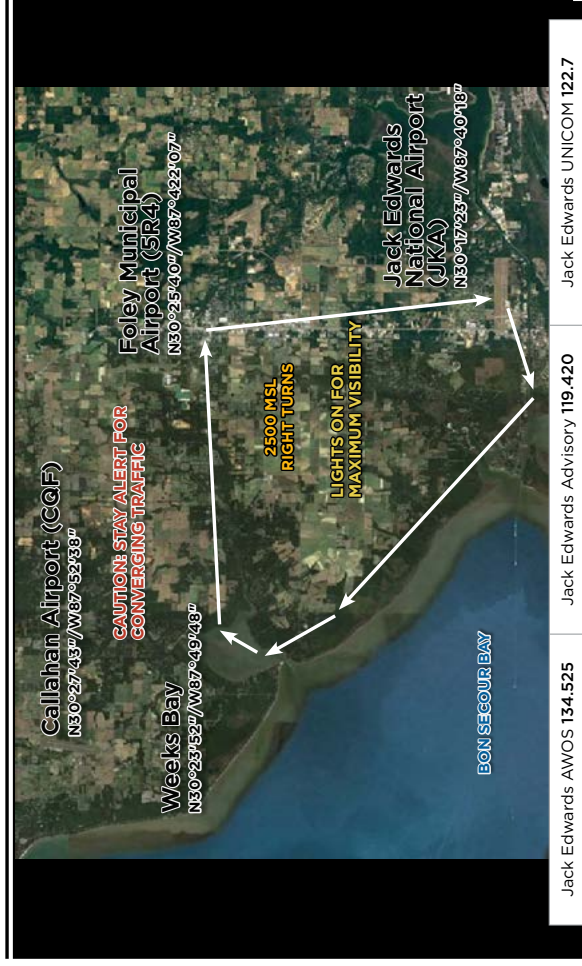 Callahan Airport (CQF)
N30°27'43"/W87°52'38"
CAUTION: STAY ALERT FOR
CONVERGING TRAFFIC
Weeks Bay
N30°23'52"/W87°49'48"
Foley Municipal
Airport (5R4)
N30°25'40"/W87°422'07"
2500 MSL
RIGHT TURNS
LIGHTS ON FOR
MAXIMUM VISIBILITY
Jack Edwards
National Airport
(JKA)
N30°17'23"/W87°40'18"
BON SECOUR BAY
Jack Edwards AWOS 134.525
Jack Edwards Advisory 119.420
Jack Edwards UNICOM 122.7